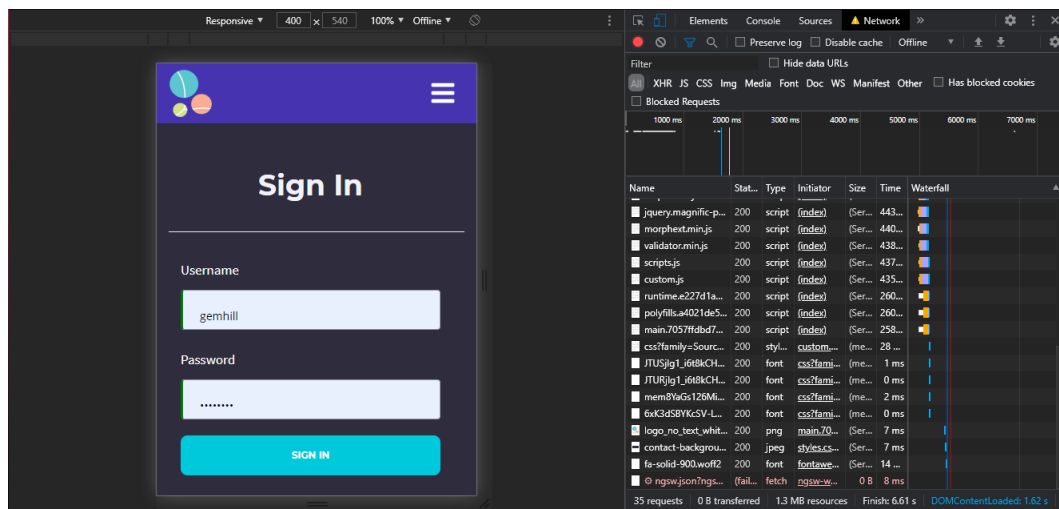 Responsive ▼ 400 x 540 100% ▼ Offline ▼
Sign In
Username
gemhill
Password
SIGN IN
Elements Console Sources Network »
Preserve log Disable cache Offline ▼
Filter Hide data URLs
All XHR JS CSS Img Media Font Doc WS Manifest Other Has blocked cookies
Blocked Requests
1000 ms 2000 ms 3000 ms 4000 ms 5000 ms 6000 ms 7000 ms
Name Stat... Type Initiator Size Time Waterfall
jquery.magnific-p... 200 script (index) (Ser... 443...
morphext.min.js 200 script (index) (Ser... 440...
validator.min.js 200 script (index) (Ser... 438...
scripts.js 200 script (index) (Ser... 437...
custom.js 200 script (index) (Ser... 435...
runtime.e227d1a... 200 script (index) (Ser... 260...
polyfills.a4021de5... 200 script (index) (Ser... 260...
main.7057ffdbd7... 200 script (index) (Ser... 258...
css?family=Sourc... 200 styl... custom.... (me... 28 ...
JTUSjIg1_i6t8kCH... 200 font css?fami... (me... 1 ms
JTURjIg1_i6t8kCH... 200 font css?fami... (me... 0 ms
mem8YaGs126Mi... 200 font css?fami... (me... 2 ms
6xK3dSBYKcSV-L... 200 font css?fami... (me... 0 ms
logo_no_text_whit... 200 png main.70... (Ser... 7 ms
contact-backgrou... 200 jpeg styles.cs... (Ser... 7 ms
fa-solid-900.woff2 200 font fontawe... (Ser... 14 ...
ngsw.json?ngs... (fail... fetch ngsw-w... 0 B 8 ms
35 requests 0 B transferred 1.3 MB resources Finish: 6.61 s DOMContentLoaded: 1.62 s